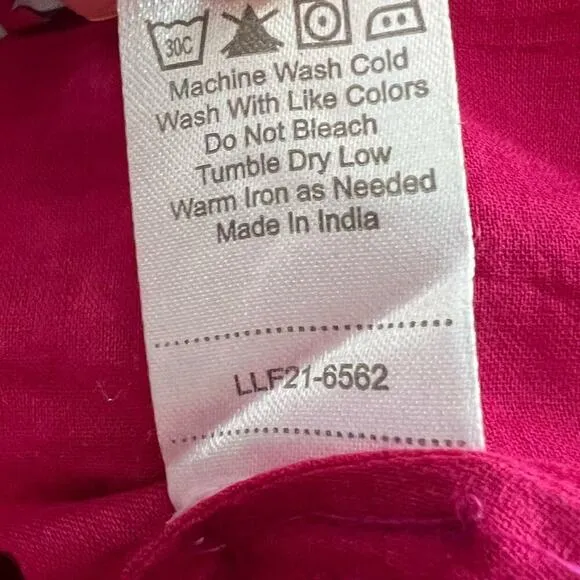 30C
Machine Wash Cold
Wash With Like Colors
Do Not Bleach
Tumble Dry Low
Warm Iron as Needed
Made In India
LLF21-6562